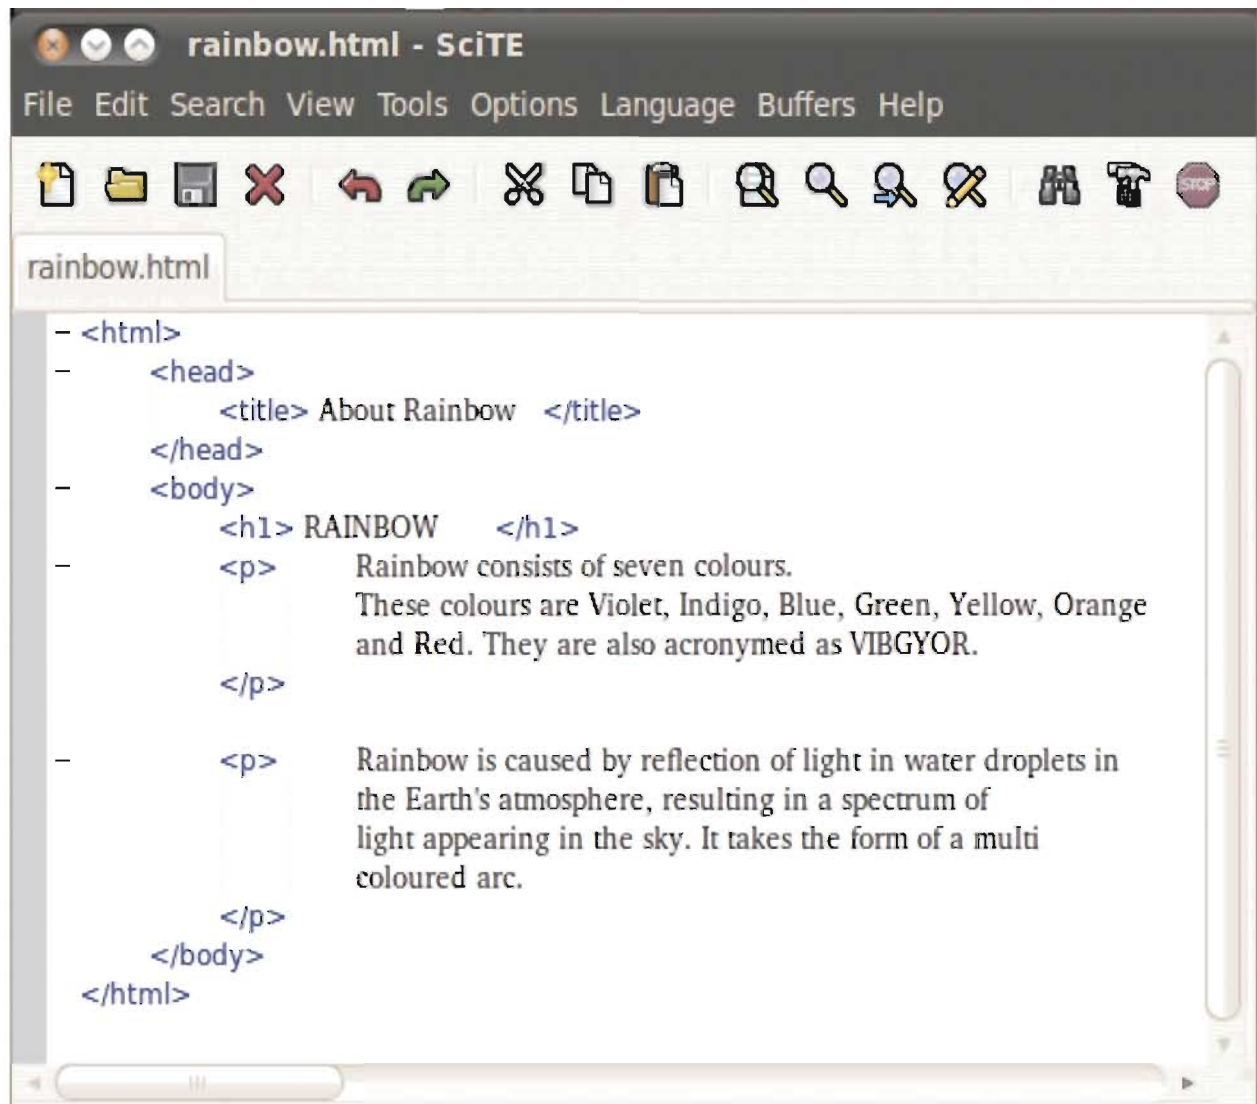 rainbow.html - SciTE
File Edit Search View Tools Options Language Buffers Help
STOP
rainbow.html
<html>
<head>
<title> About Rainbow </title>
</head>
<body>
<h1> RAINBOW </h1>
<p> Rainbow consists of seven colours.
These colours are Violet, Indigo, Blue, Green, Yellow, Orange
and Red. They are also acronymed as VIBGYOR.
</p>
<p> Rainbow is caused by reflection of light in water droplets in
the Earth's atmosphere, resulting in a spectrum of
light appearing in the sky. It takes the form of a multi
coloured arc.
</p>
</body>
</html>